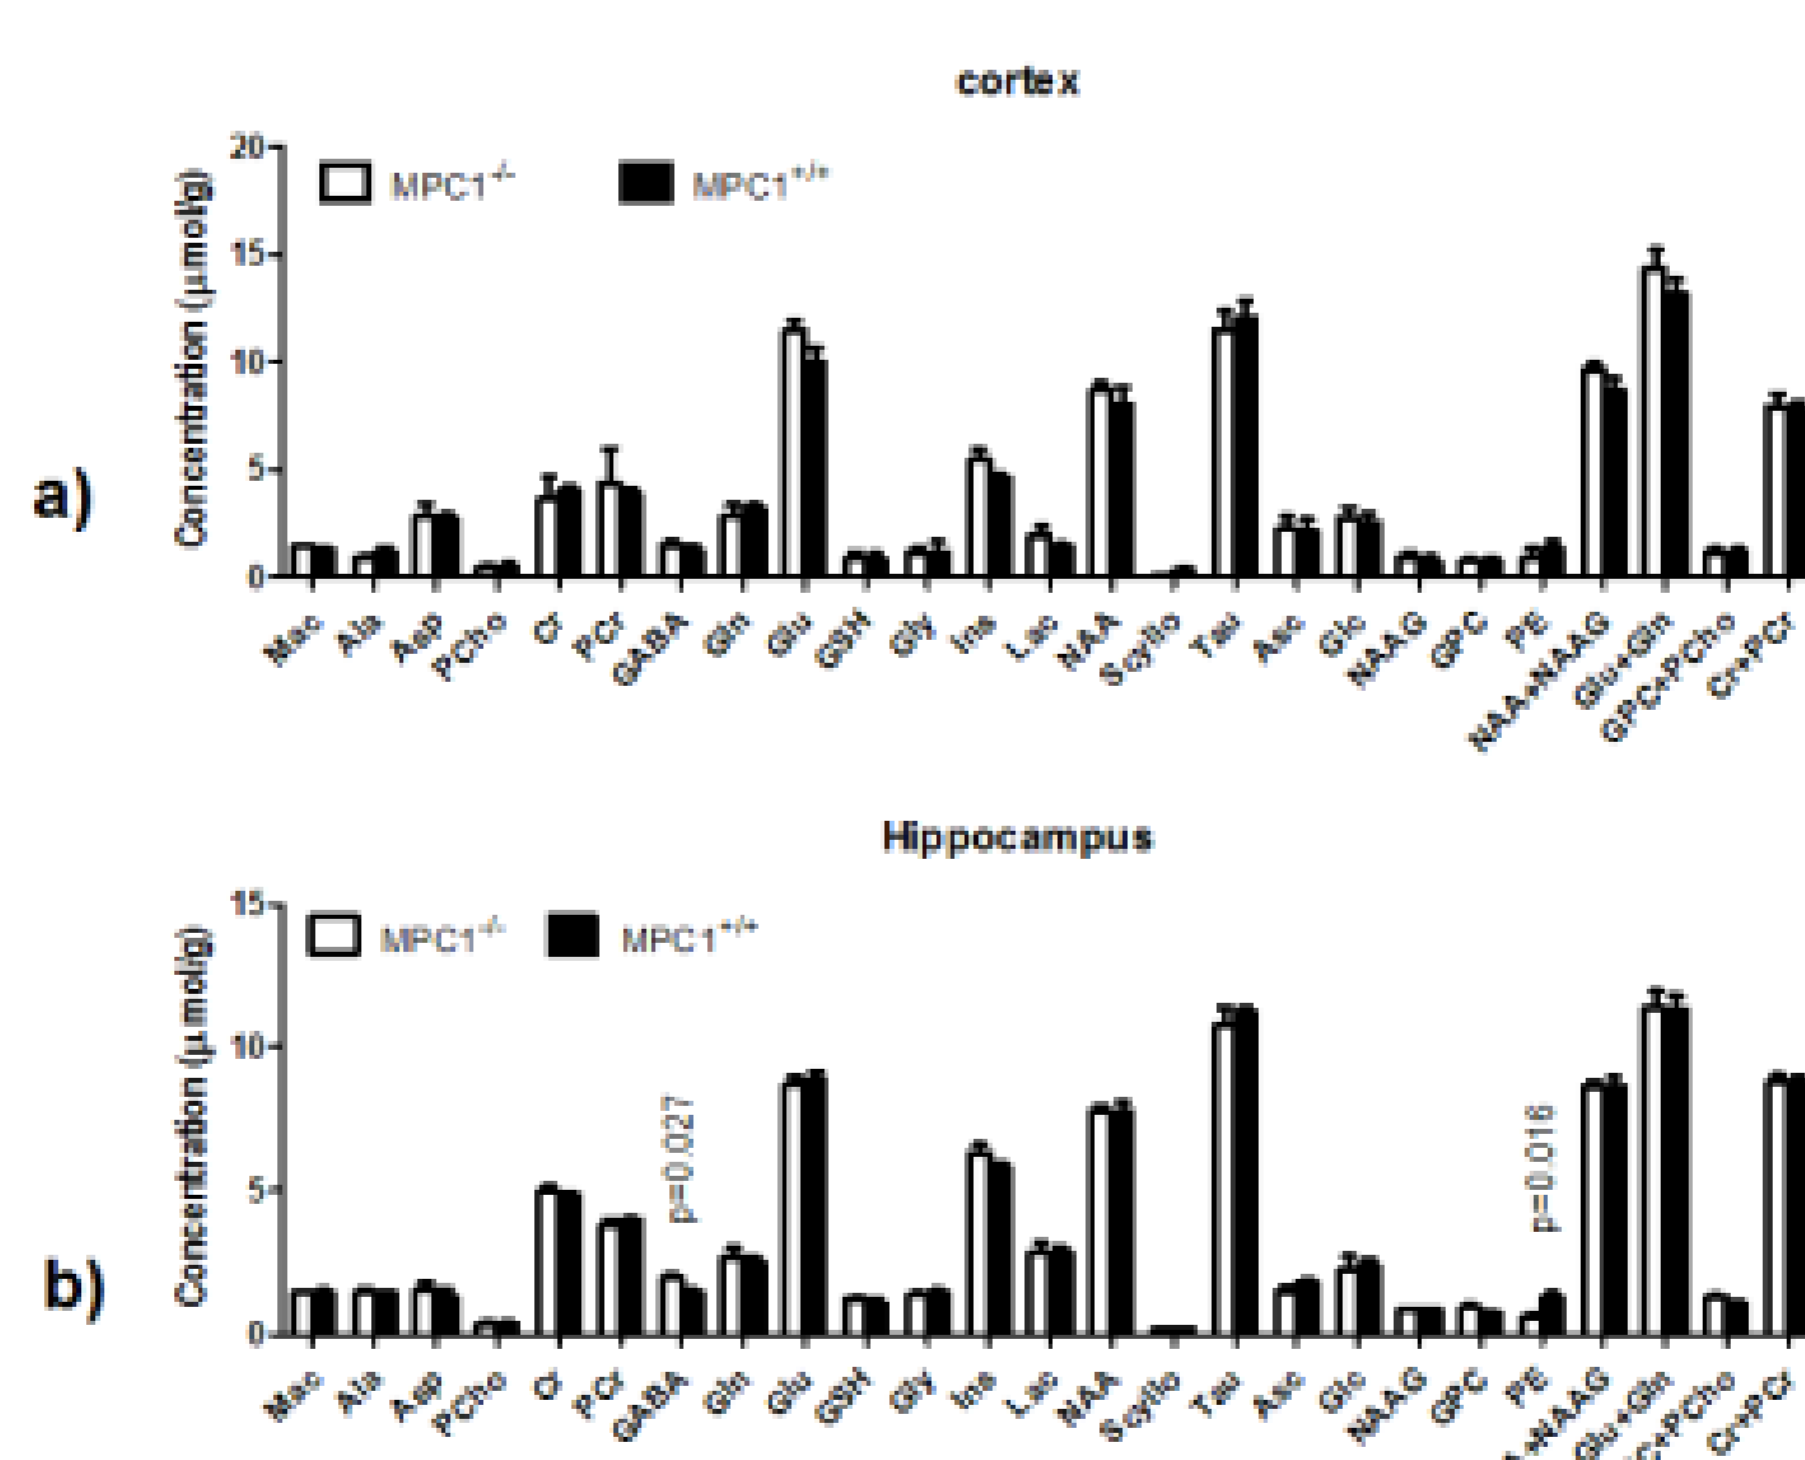 cortex
20
15
10
5
0
Concentration (μmol/g)
MPC1-/-
MPC1+/+
a)
Mac
Ala
Asp
PCho
Cr
PCr
GABA
Gln
Glu
GSH
Gly
Ins
Lac
NAA
Scyllo
Tau
Asc
Glc
NAAG
GPC
PE
NAA+NAAG
Glu+Gln
GPC+PCho
Cr+PCr
Hippocampus
15
10
5
0
Concentration (μmol/g)
MPC1-/-
MPC1+/+
p=0.027
p=0.016
b)
Mac
Ala
Asp
PCho
Cr
PCr
GABA
Gln
Glu
GSH
Gly
Ins
Lac
NAA
Scyllo
Tau
Asc
Glc
NAAG
GPC
PE
A+NAAG
Glu+Gln
C+PCho
Cr+PCr